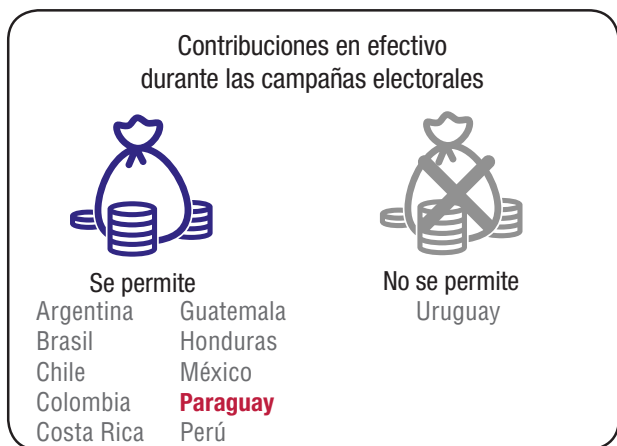 Contribuciones en efectivo
durante las campañas electorales
Se permite
Argentina
Brasil
Chile
Colombia
Costa Rica
Guatemala
Honduras
México
Paraguay
Perú
No se permite
Uruguay